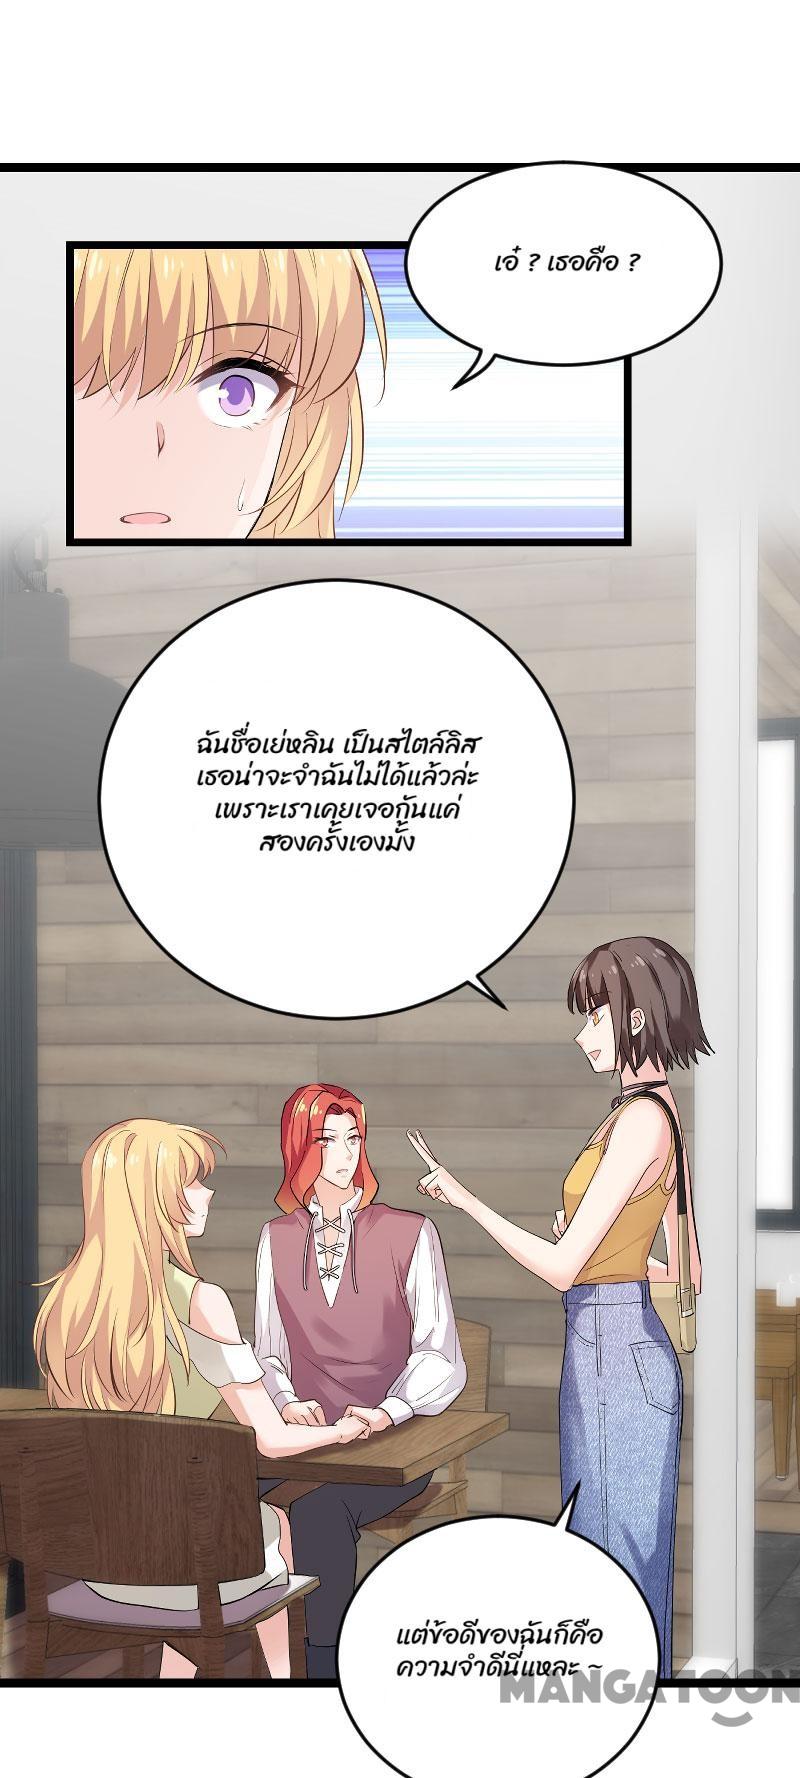 เอ๋ ? เธอคือ ?
ฉันชื่อเย่หลิน เป็นสไตล์ลิส
เธอน่าจะจำฉันไม่ได้แล้วล่ะ
เพราะเราเคยเจอกันแค่
สองครั้งเองมั้ง
แต่ข้อดีของฉันก็คือ
ความจำดีนี่แหละ ~
MANGATOON